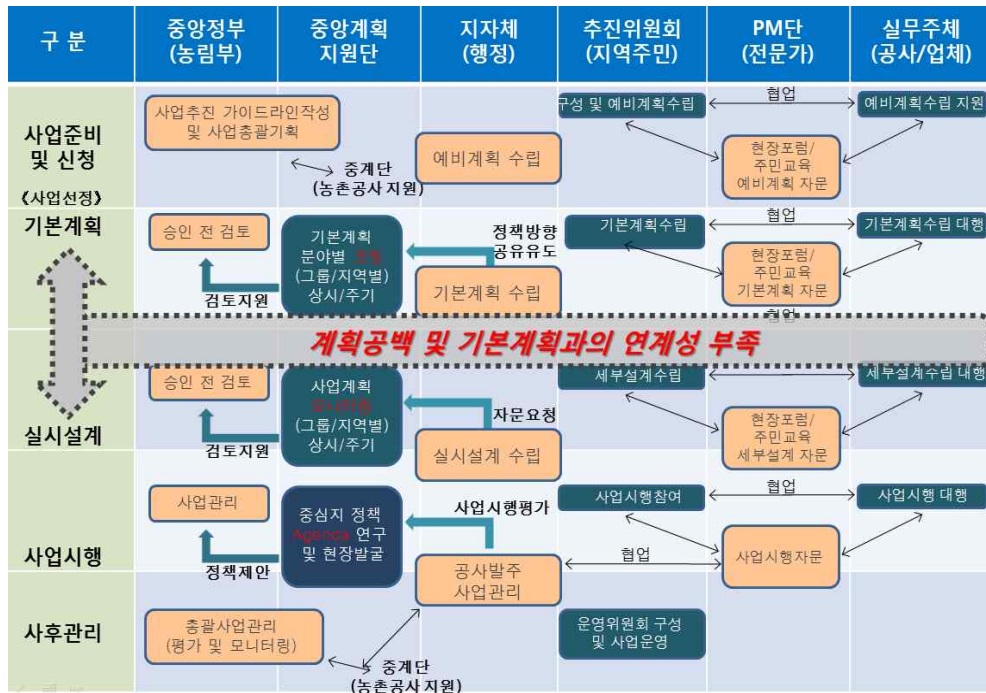 구 분
중앙정부
(농림부)
중앙계획
지원단
지자체
(행정)
추진위원회
(지역주민)
PM단
(전문가)
실무주체
(공사/업체)
사업준비
및 신청
《사업선정》
사업추진 가이드라인작성
및 사업총괄기획
중계단
(농촌공사 지원)
예비계획 수립
구성 및 예비계획수립
협업
예비계획수립 지원
현장포럼/
주민교육
예비계획 자문
기본계획
승인 전 검토
검토지원
기본계획
분야별
(그룹/지역별)
상시/주기
정책방향
공유유도
기본계획 수립
기본계획수립
협업
기본계획수립 대행
현장포럼/
주민교육
기본계획 자문
협업
계획공백 및 기본계획과의 연계성 부족
실시설계
승인 전 검토
검토지원
사업계획
모니터링
(그룹/지역별)
상시/주기
자문요청
실시설계 수립
세부설계수립
세부설계수립 대행
현장포럼/
주민교육
세부설계 자문
사업시행
사업관리
정책제안
중심지 정책
Agenda 연구
및 현장발굴
사업시행평가
공사발주
사업관리
사업시행참여
협업
사업시행 대행
협업
사업시행자문
사후관리
총괄사업관리
(평가 및 모니터링)
중계단
(농촌공사 지원)
운영위원회 구성
및 사업운영